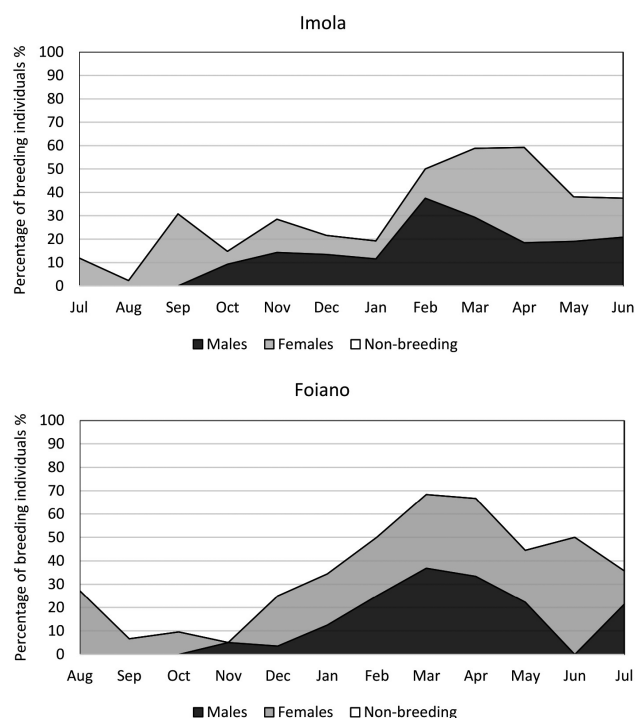 Imola
Percentage of breeding individuals %
100
90
80
70
60
50
40
30
20
10
0
Jul Aug Sep Oct Nov Dec Jan Feb Mar Apr May Jun
Males Females Non-breeding
Foiano
Percentage of breeding individuals %
100
90
80
70
60
50
40
30
20
10
0
Aug Sep Oct Nov Dec Jan Feb Mar Apr May Jun Jul
Males Females Non-breeding